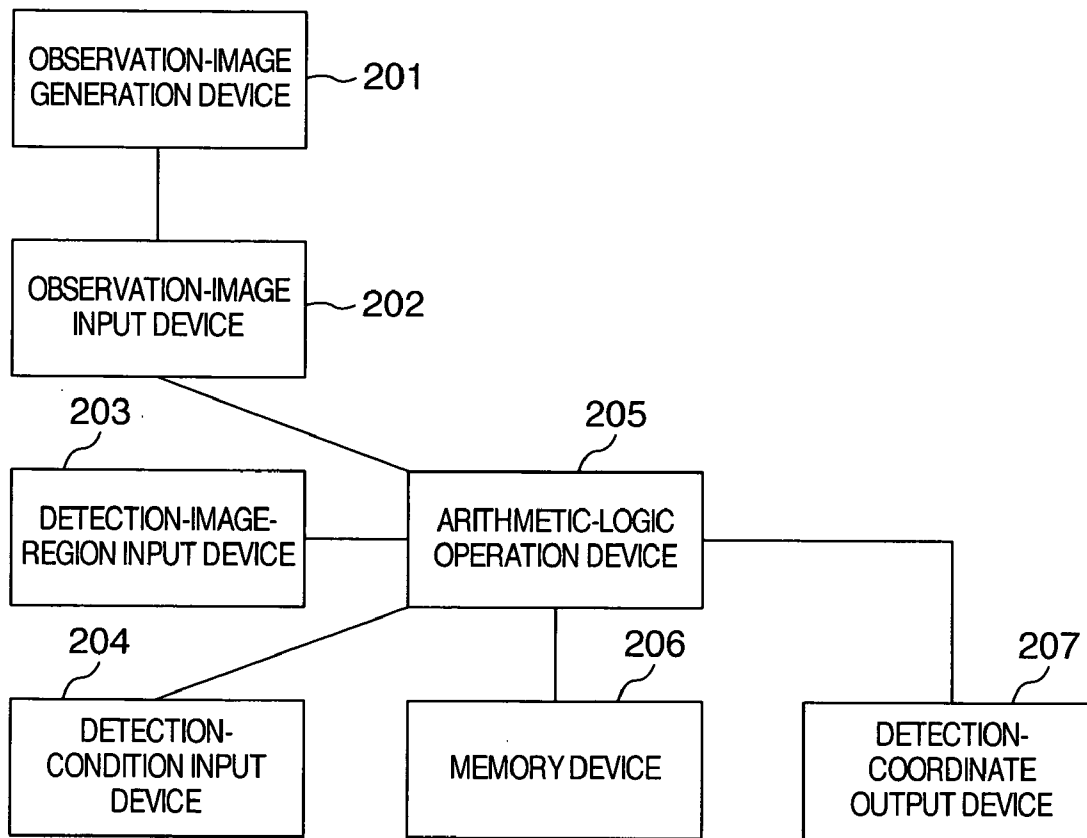 OBSERVATION-IMAGE
GENERATION DEVICE
201
OBSERVATION-IMAGE
INPUT DEVICE
202
203
DETECTION-IMAGE-
REGION INPUT DEVICE
205
ARITHMETIC-LOGIC
OPERATION DEVICE
204
DETECTION-
CONDITION INPUT
DEVICE
206
MEMORY DEVICE
207
DETECTION-
COORDINATE
OUTPUT DEVICE